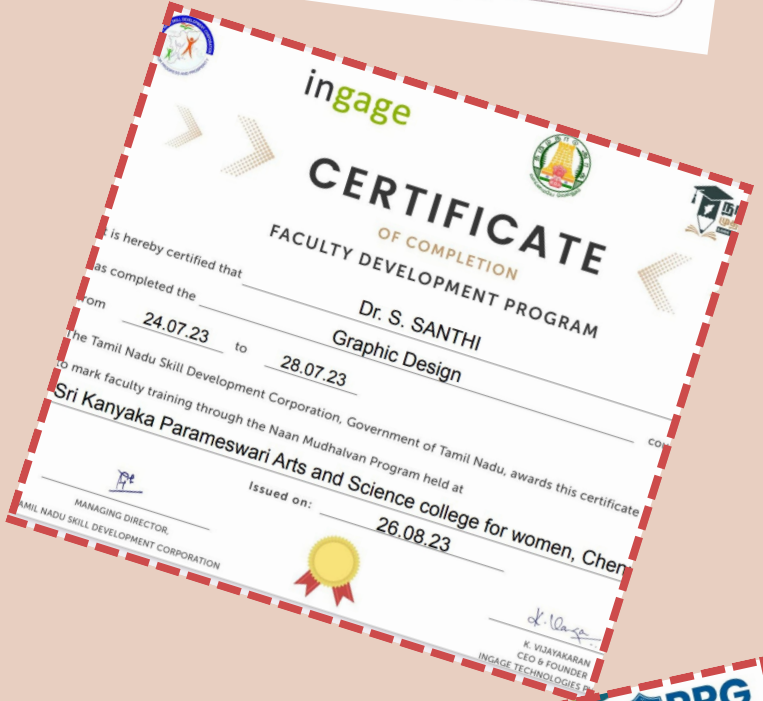 ingage
CERTIFICATE
OF COMPLETION
FACULTY DEVELOPMENT PROGRAM
is hereby certified that Dr. S. SANTHI
as completed the Graphic Design
rom 24.07.23 to 28.07.23
The Tamil Nadu Skill Development Corporation, Government of Tamil Nadu, awards this certificate
to mark faculty training through the Naan Mudhalvan Program held at
Sri Kanyaka Parameswari Arts and Science college for women, Chen
Issued on: 26.08.23
MANAGING DIRECTOR,
AMIL NADU SKILL DEVELOPMENT CORPORATION
K. VIJAYAKARAN
CEO & FOUNDER
INGAGE TECHNOLOGIES
PPG